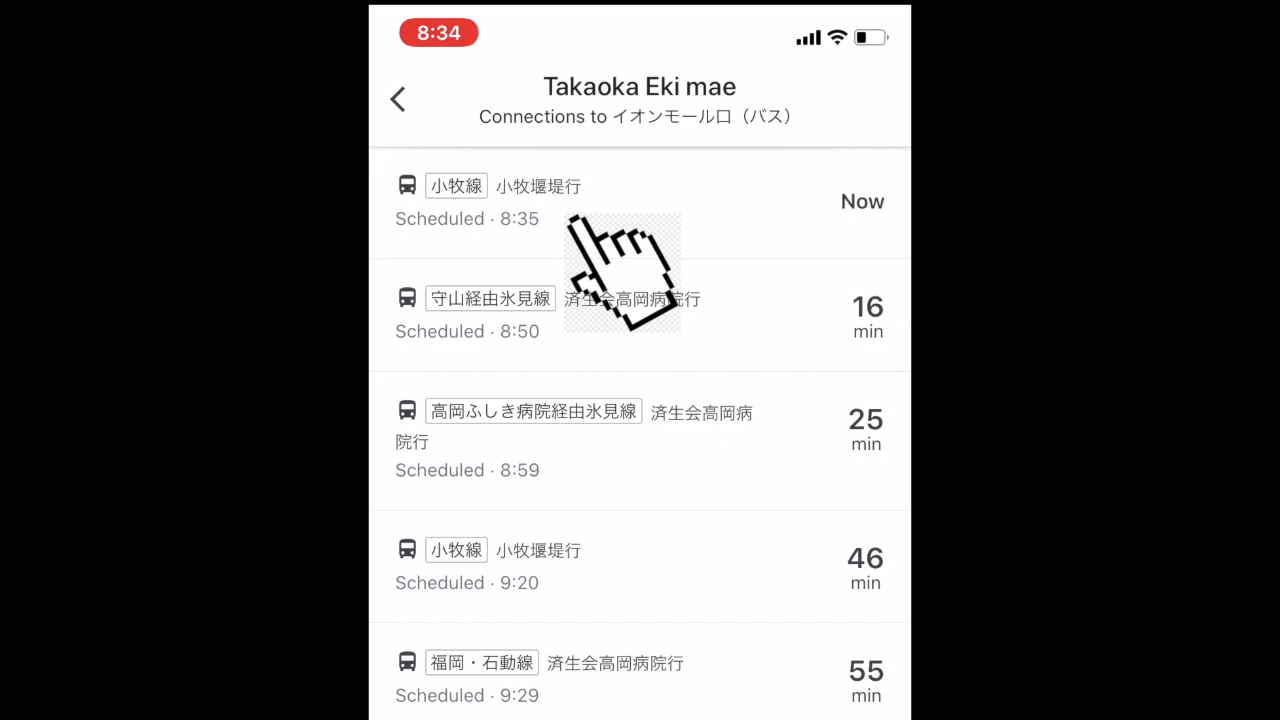 8:34
Takaoka Eki mae
Connections to イオンモール口（バス）
小牧線 小牧堰堤行
Now
Scheduled · 8:35
守山経由氷見線 済生会高岡病院行
16
Scheduled · 8:50
min
高岡ふしき病院経由氷見線 済生会高岡病
25
院行
min
Scheduled · 8:59
小牧線 小牧堰堤行
46
Scheduled · 9:20
min
福岡・石動線 済生会高岡病院行
55
Scheduled · 9:29
min